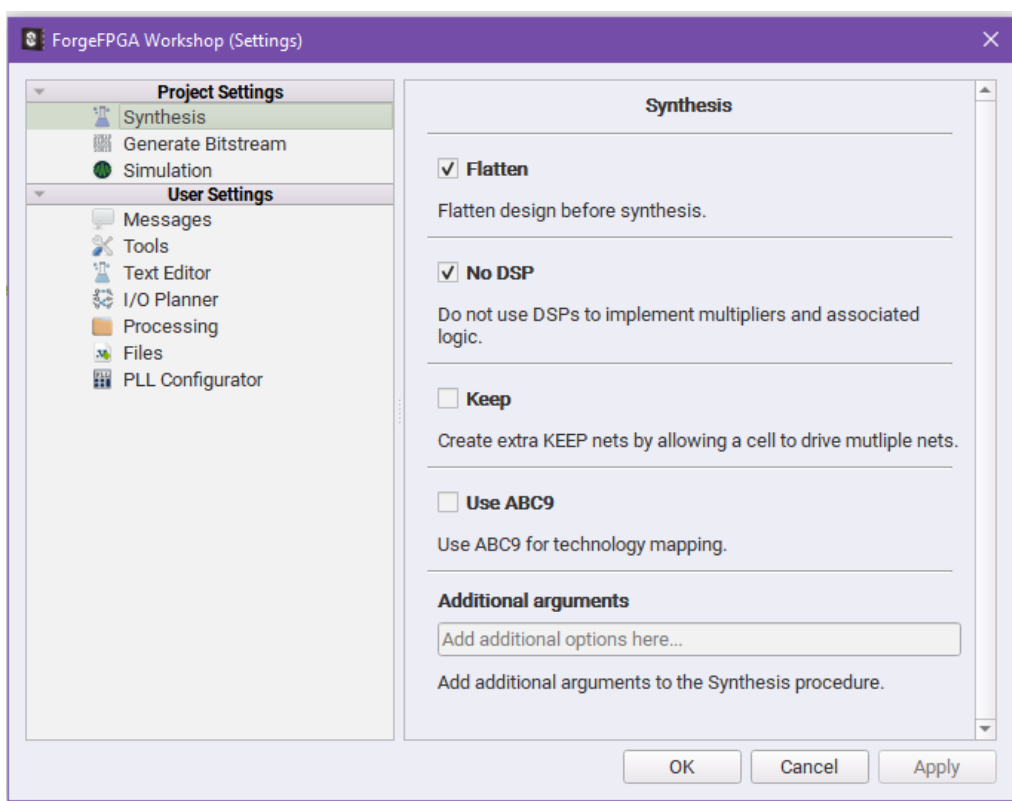 ForgeFPGA Workshop (Settings)
Project Settings
Synthesis
Generate Bitstream
Simulation
User Settings
Messages
Tools
Text Editor
I/O Planner
Processing
Files
PLL Configurator
Synthesis
Flatten
Flatten design before synthesis.
No DSP
Do not use DSPs to implement multipliers and associated
logic.
Keep
Create extra KEEP nets by allowing a cell to drive mutliple nets.
Use ABC9
Use ABC9 for technology mapping.
Additional arguments
Add additional options here...
Add additional arguments to the Synthesis procedure.
OK
Cancel
Apply